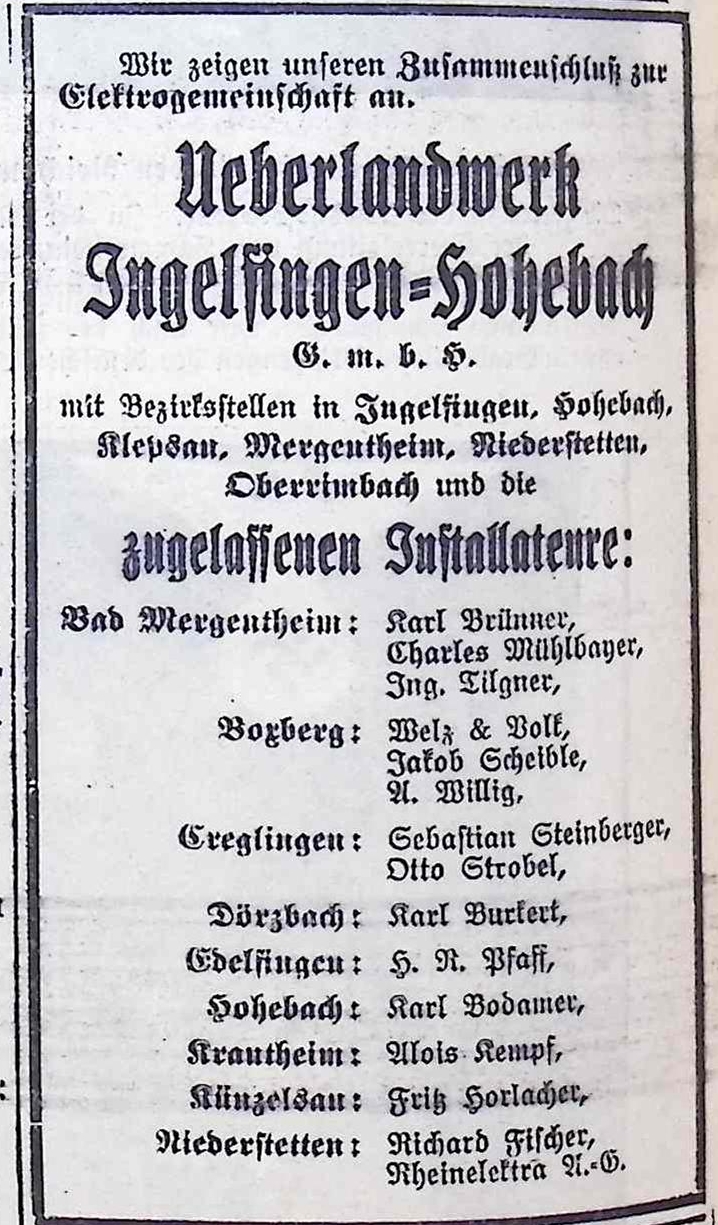 Wir zeigen unseren Zusammenschluß zur
Elektrogemeinschaft an.
Ueberlandwerk
Ingelfingen=Hohebach
G. m. b. H.
mit Bezirksstellen in Ingelfingen, Hohebach,
Klepsau, Mergentheim, Niederstetten,
Oberrimbach und die
zugelassenen Installateure:
Bad Mergentheim: Karl Brünner,
Charles Mühlbayer,
Ing. Tilgner,
Boxberg: Welz & Volk,
Jakob Scheible,
A. Willig,
Creglingen: Sebastian Steinberger,
Otto Strobel,
Dörzbach: Karl Burkert,
Edelfingen: H. R. Pfaff,
Hohebach: Karl Bodamer,
Krautheim: Alois Kempf,
Künzelsau: Fritz Horlacher,
Niederstetten: Richard Fischer,
Rheinelektra A.=G.